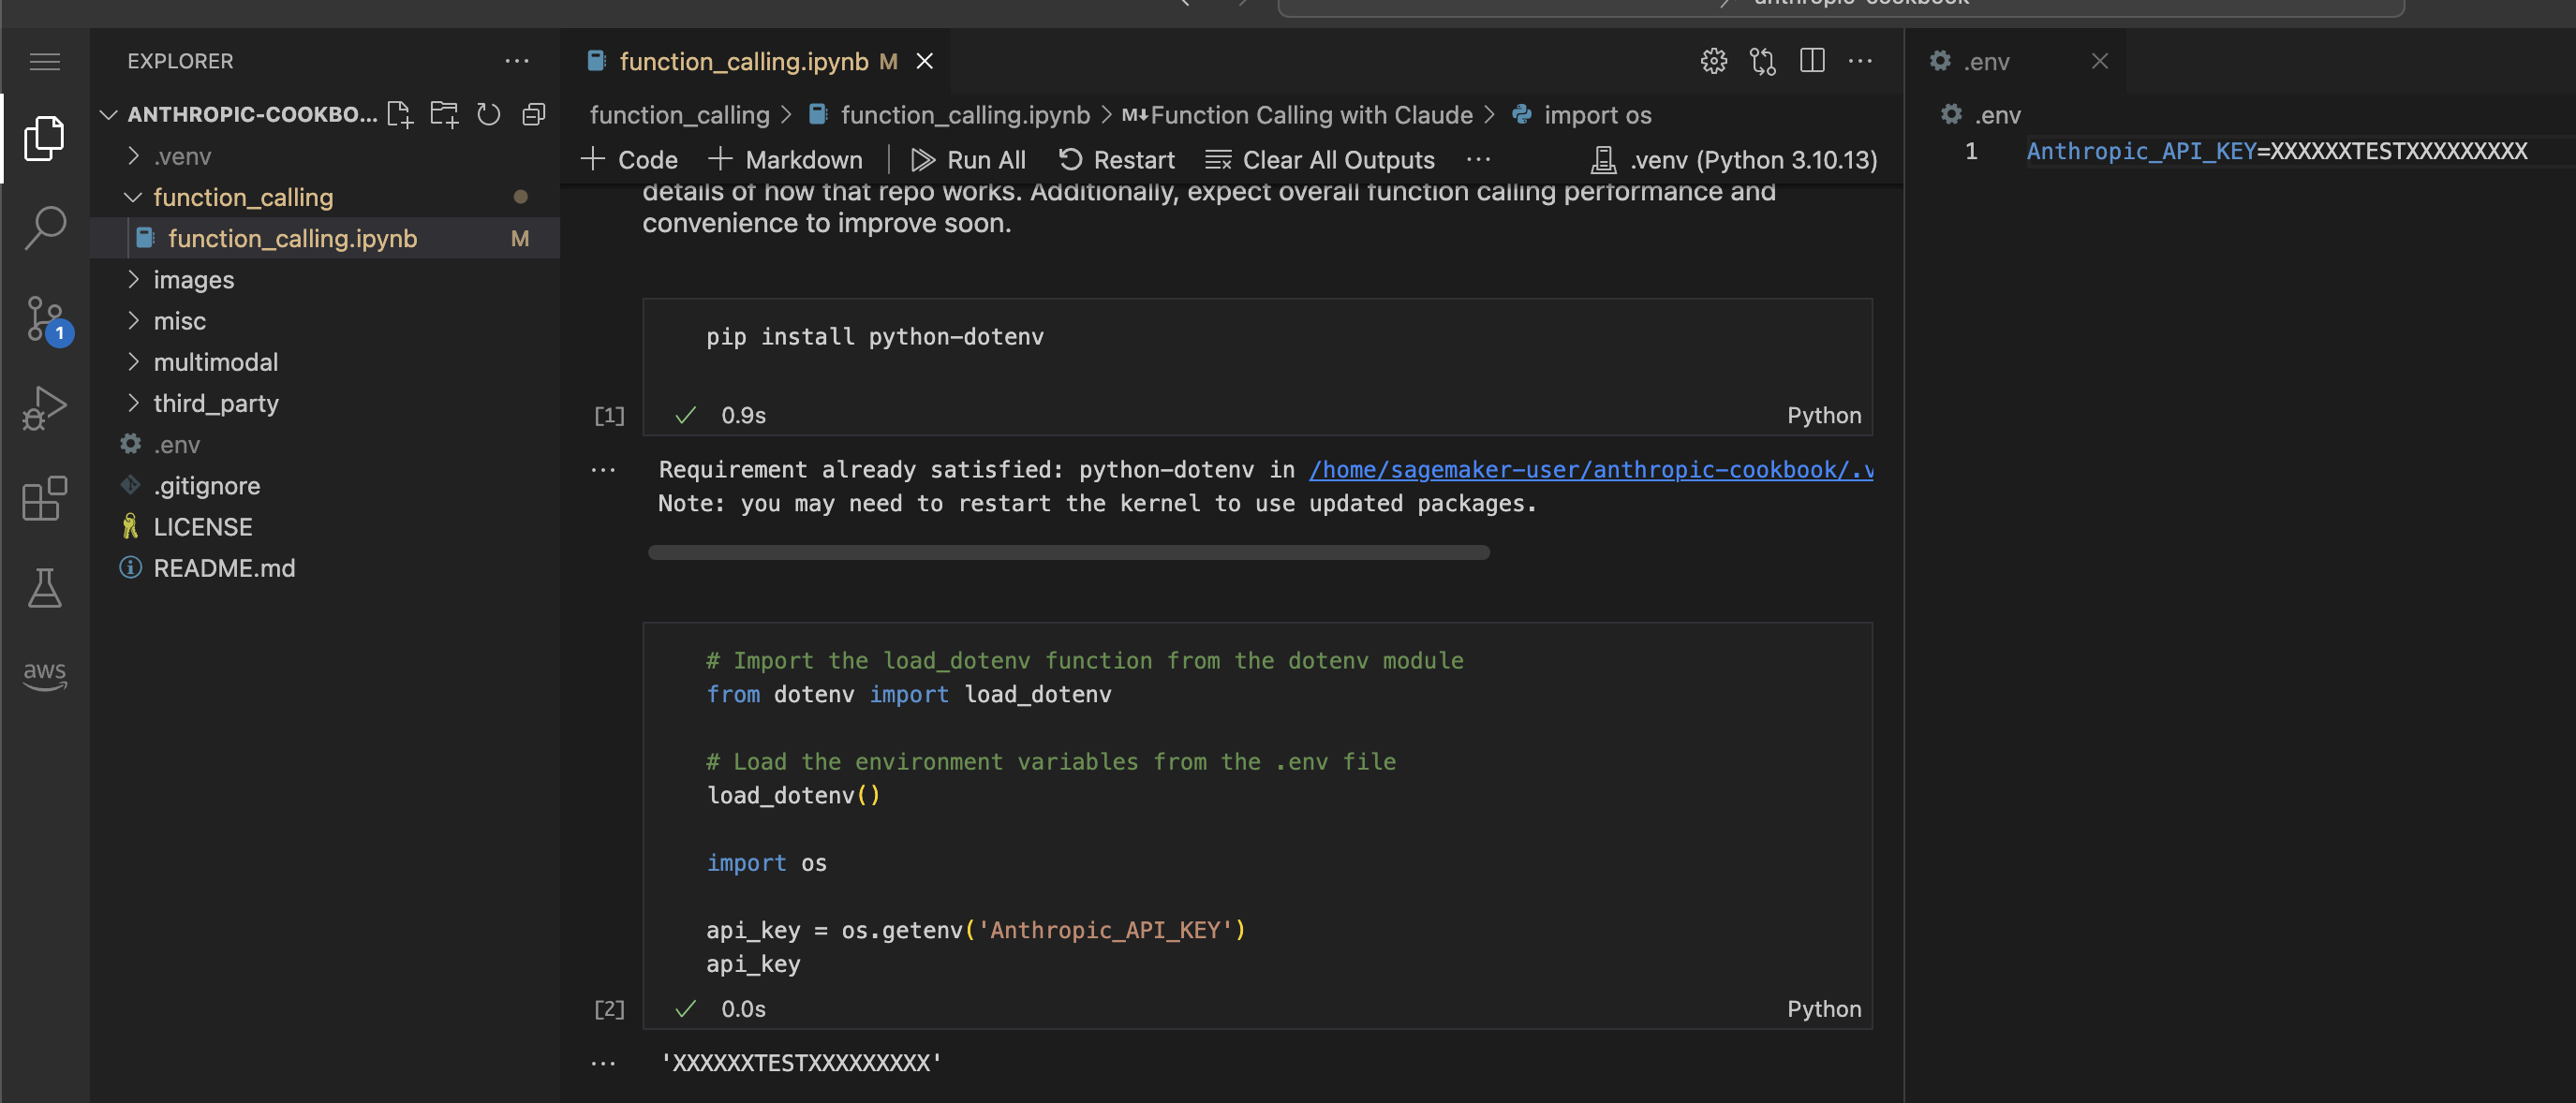 EXPLORER
ANTHROPIC-COOKBO...
.venv
function_calling
function_calling.ipynb M
images
misc
multimodal
third_party
.env
.gitignore
LICENSE
README.md
1
aws
anthropic-cookbook
function_calling.ipynb M
function_calling > function_calling.ipynb > M↓Function Calling with Claude > import os
+ Code + Markdown | Run All Restart Clear All Outputs ... .venv (Python 3.10.13)
details of how that repo works. Additionally, expect overall function calling performance and
convenience to improve soon.
pip install python-dotenv
[1] ✓ 0.9s Python
... Requirement already satisfied: python-dotenv in /home/sagemaker-user/anthropic-cookbook/.v
Note: you may need to restart the kernel to use updated packages.
# Import the load_dotenv function from the dotenv module
from dotenv import load_dotenv
# Load the environment variables from the .env file
load_dotenv()
import os
api_key = os.getenv('Anthropic_API_KEY')
api_key
[2] ✓ 0.0s Python
... 'XXXXXXTESTXXXXXXXXX'
.env
.env
1 Anthropic_API_KEY=XXXXXXTESTXXXXXXXXX